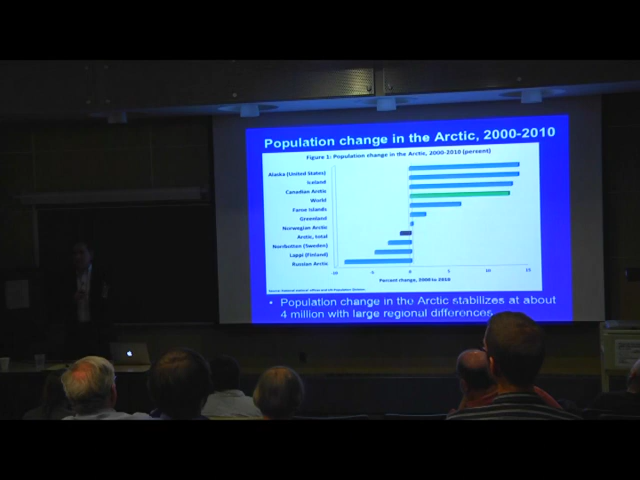 Population change in the Arctic, 2000-2010
Figure 1: Population change in the Arctic, 2000-2010 (percent)
Alaska (United States)
Iceland
Canadian Arctic
World
Faroe Islands
Greenland
Norwegian Arctic
Arctic, total
Norrbotten (Sweden)
Lappi (Finland)
Russian Arctic
-10 -5 0 5 10 15
Percent change, 2000 to 2010
• Population change in the Arctic stabilizes at about
4 million with large regional differences.